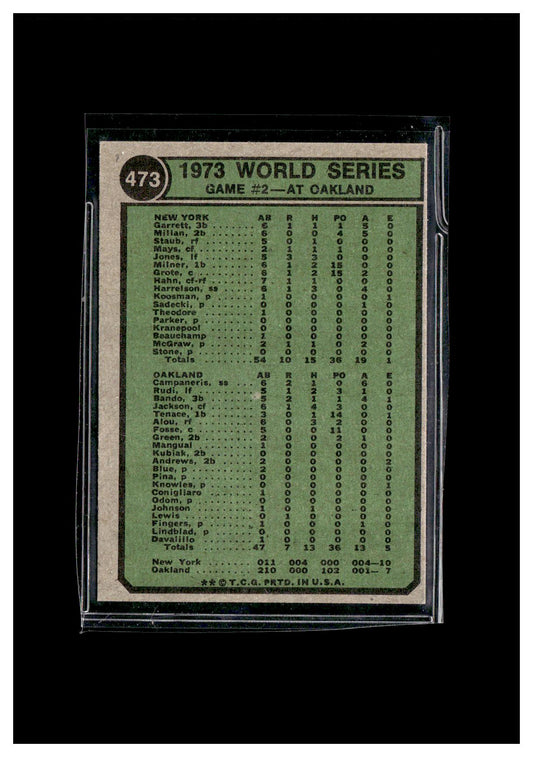 473
1973 WORLD SERIES
GAME #2—AT OAKLAND
NEW YORK AB R H PO A E
Garrett, 3b ....... 6 1 1 1 5 0
Millan, 2b ....... 6 0 0 4 5 0
Staub, rf ....... 5 0 1 0 0 0
Mays, cf ....... 2 1 1 1 0 0
Jones, lf ....... 5 3 3 0 0 0
Milner, 1b ....... 6 1 2 15 0 0
Grote, c ....... 6 1 2 15 2 0
Hahn, cf-rf ....... 7 1 1 1 0 0
Harrelson, ss ....... 6 1 3 0 4 0
Koosman, p ....... 1 0 0 0 0 1
Sadecki, p ....... 0 0 0 0 1 0
Theodore ....... 1 0 0 0 0 0
Parker, p ....... 0 0 0 0 0 0
Kranepool ....... 0 0 0 0 0 0
Beauchamp ....... 1 0 0 0 0 0
McGraw, p ....... 2 1 1 0 2 0
Stone, p ....... 0 0 0 0 0 0
Totals ....... 54 10 15 36 19 1
OAKLAND AB R H PO A E
Campaneris, ss ... 6 2 1 0 6 0
Rudi, lf ....... 5 1 2 3 1 0
Bando, 3b ....... 5 2 1 1 4 1
Jackson, cf ....... 6 1 4 3 0 0
Tenace, 1b ....... 3 0 1 14 0 1
Alou, rf ....... 6 0 3 2 0 0
Fosse, c ....... 5 0 0 11 0 0
Green, 2b ....... 2 0 0 2 1 0
Mangual ....... 1 0 0 0 0 0
Kubiak, 2b ....... 0 0 0 0 0 0
Andrews, 2b ....... 2 0 0 0 0 2
Blue, p ....... 2 0 0 0 0 0
Pina, p ....... 0 0 0 0 0 0
Knowles, p ....... 0 0 0 0 0 1
Conigliaro ....... 1 0 0 0 0 0
Odom, p ....... 0 0 0 0 0 0
Johnson ....... 1 0 1 0 0 0
Lewis ....... 0 1 0 0 0 0
Fingers, p ....... 1 0 0 0 1 0
Lindblad, p ....... 0 0 0 0 0 0
Davalillo ....... 1 0 0 0 0 0
Totals ....... 47 7 13 36 13 5
New York ....... 011 004 000 004—10
Oakland ....... 210 000 102 001— 7
**© T.C.G. PRTD. IN U.S.A.